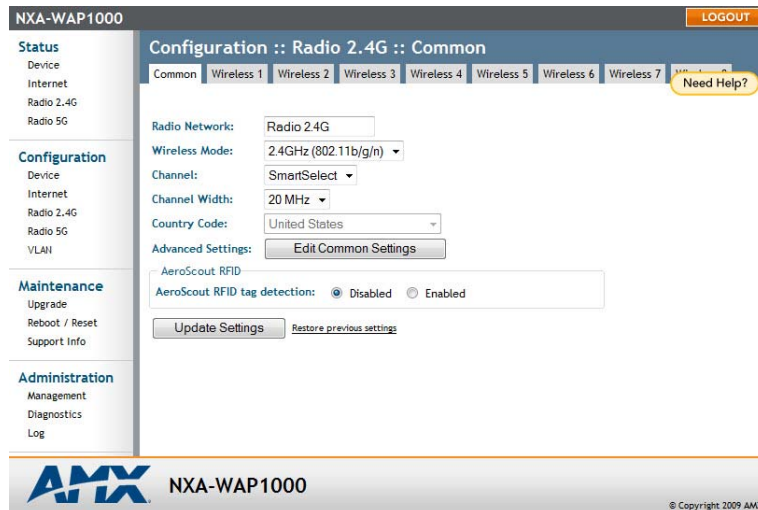 NXA-WAP1000
LOGOUT
Status
Device
Internet
Radio 2.4G
Radio 5G
Configuration
Device
Internet
Radio 2.4G
Radio 5G
VLAN
Maintenance
Upgrade
Reboot / Reset
Support Info
Administration
Management
Diagnostics
Log
Configuration :: Radio 2.4G :: Common
Common Wireless 1 Wireless 2 Wireless 3 Wireless 4 Wireless 5 Wireless 6 Wireless 7
Need Help?
Radio Network: Radio 2.4G
Wireless Mode: 2.4GHz (802.11b/g/n)
Channel: SmartSelect
Channel Width: 20 MHz
Country Code: United States
Advanced Settings: Edit Common Settings
AeroScout RFID
AeroScout RFID tag detection: Disabled Enabled
Update Settings Restore previous settings
AMX NXA-WAP1000
© Copyright 2009 AM